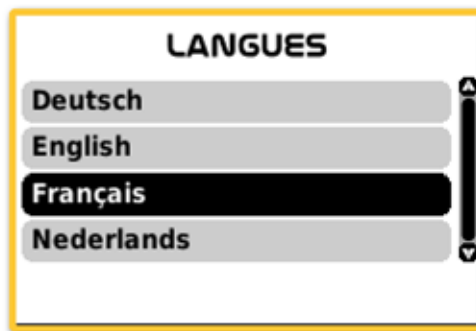 LANGUES
Deutsch
English
Français
Nederlands